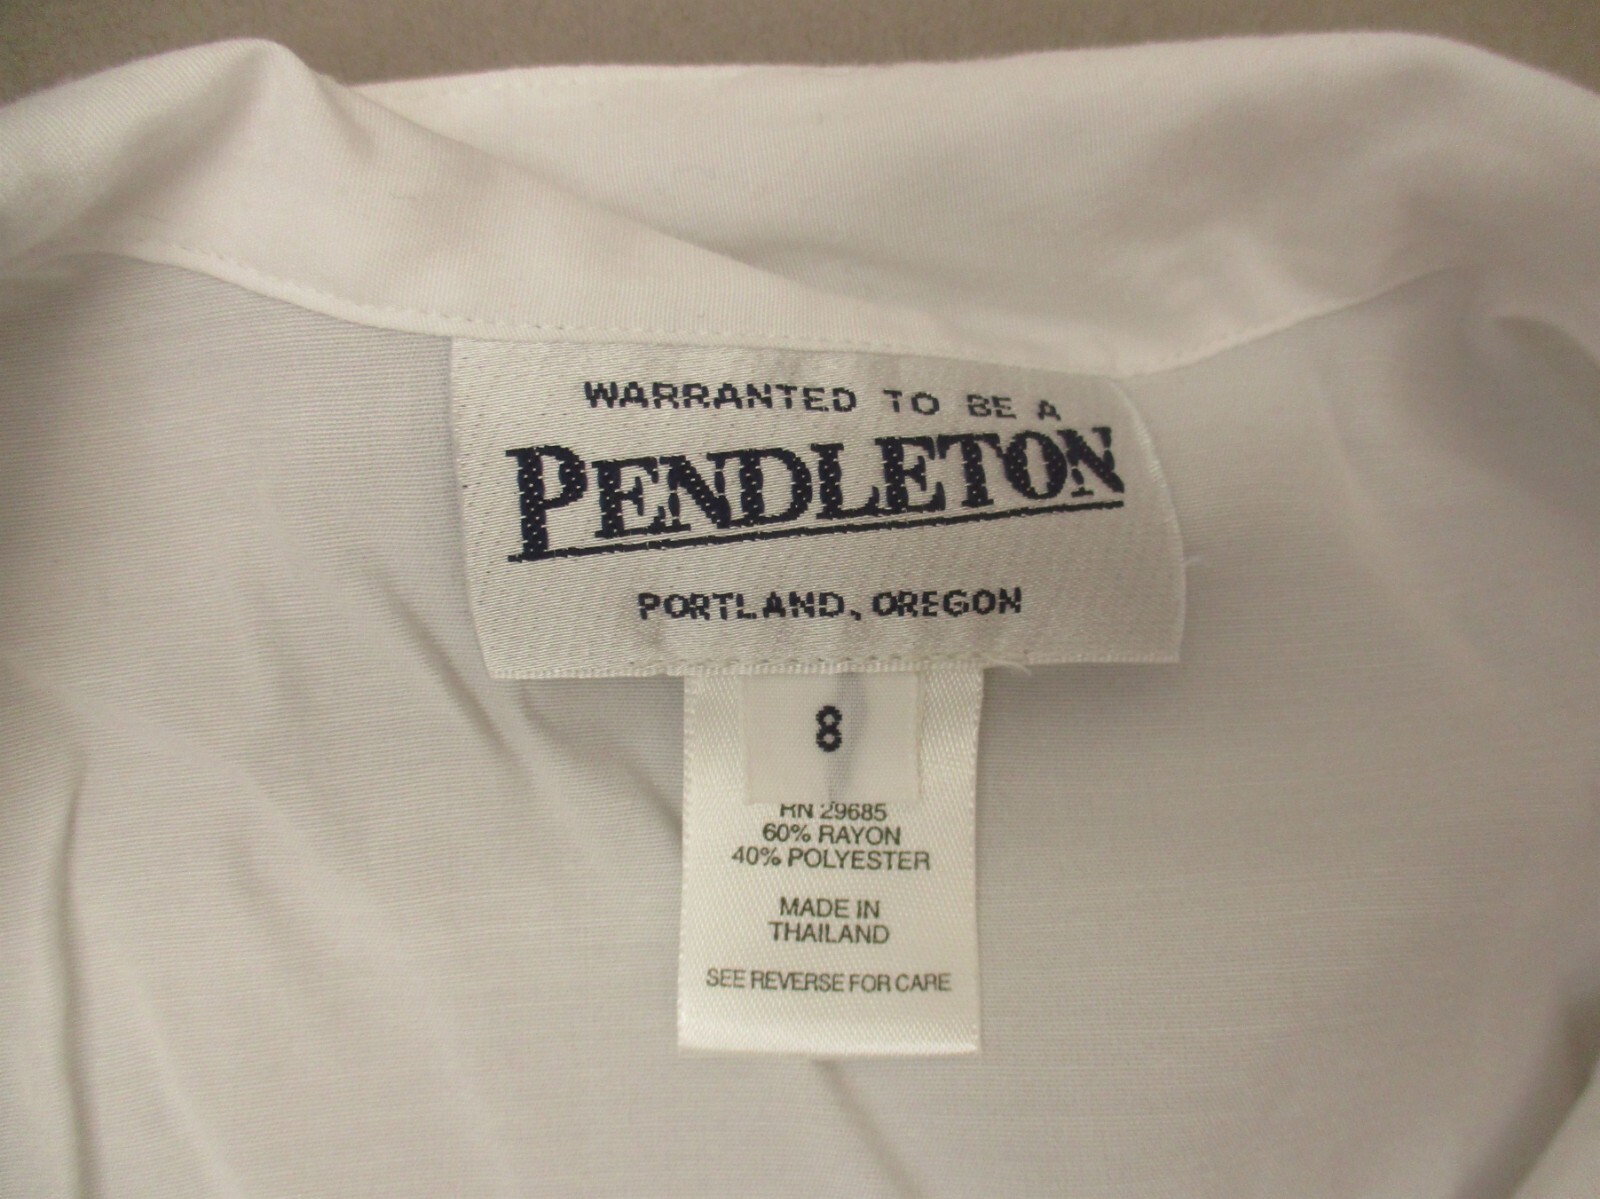 WARRANTED TO BE A
PENDLETON
PORTLAND, OREGON
8
RN 29685
60% RAYON
40% POLYESTER
MADE IN
THAILAND
SEE REVERSE FOR CARE